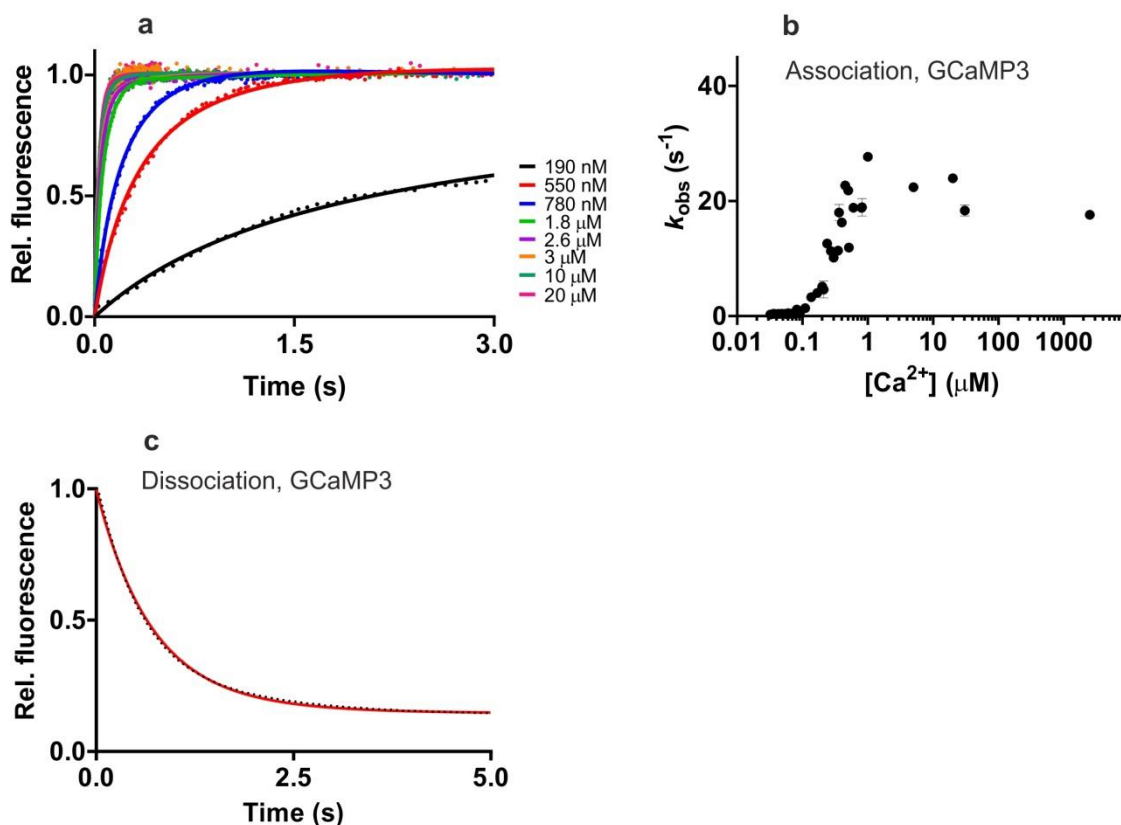 a
Rel. fluorescence
1.0
0.5
0.0
0.0 1.5 3.0
Time (s)
190 nM
550 nM
780 nM
1.8 μM
2.6 μM
3 μM
10 μM
20 μM
b
Association, GCaMP3
kobs (s⁻¹)
40
20
0
0.01 0.1 1 10 100 1000
[Ca²⁺] (μM)
c
Dissociation, GCaMP3
Rel. fluorescence
1.0
0.5
0.0
0.0 2.5 5.0
Time (s)